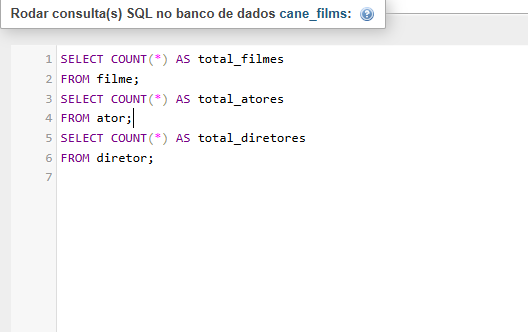 Rodar consulta(s) SQL no banco de dados cane_films:
1 SELECT COUNT(*) AS total_filmes
2 FROM filme;
3 SELECT COUNT(*) AS total_atores
4 FROM ator;
5 SELECT COUNT(*) AS total_diretores
6 FROM diretor;
7